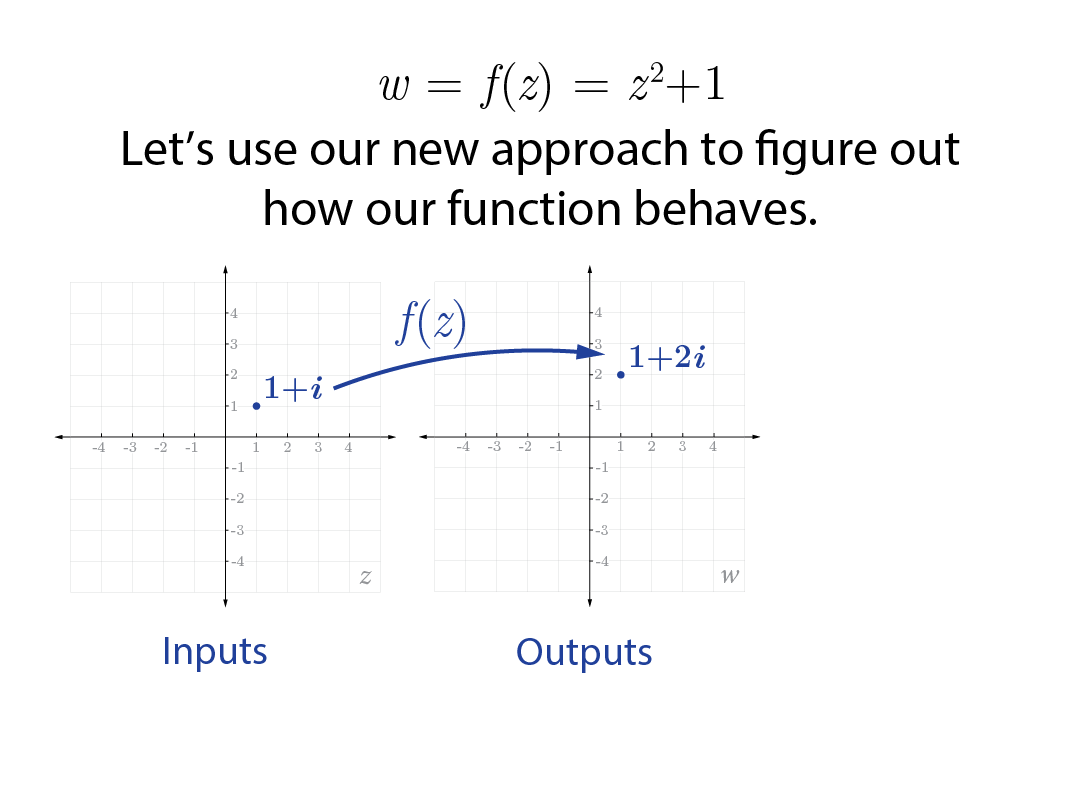 w = f(z) = z²+1
Let’s use our new approach to figure out
how our function behaves.
f(z)
4
3
2
1
1+i
-4 -3 -2 -1 1 2 3 4
-1
-2
-3
-4
z
4
3
2
1
1+2i
-4 -3 -2 -1 1 2 3 4
-1
-2
-3
-4
w
Inputs
Outputs